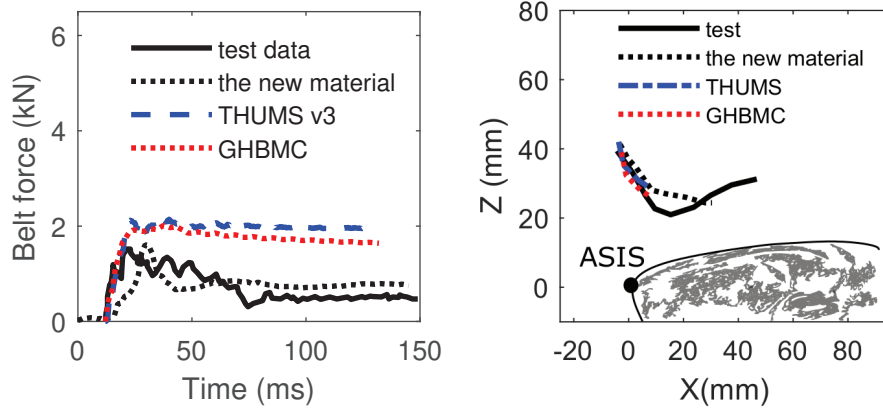 Belt force (kN)
6
4
2
0
test data
the new material
THUMS v3
GHBMC
0
50
100
150
Time (ms)
Z (mm)
80
60
40
20
0
test
the new material
THUMS
GHBMC
ASIS
-20
0
20
40
60
80
X(mm)